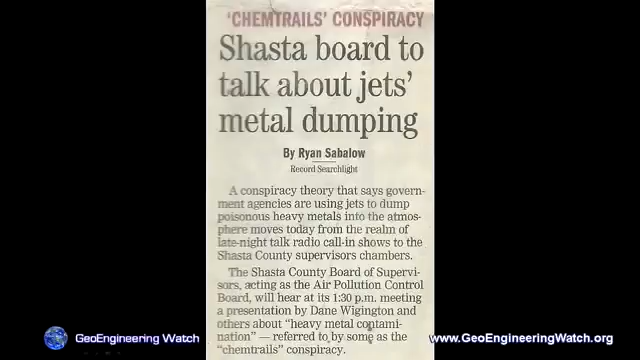 'CHEMTRAILS' CONSPIRACY
Shasta board to
talk about jets'
metal dumping
By Ryan Sabalow
Record Searchlight
A conspiracy theory that says govern-
ment agencies are using jets to dump
poisonous heavy metals into the atmos-
phere moves today from the realm of
late-night talk radio call-in shows to the
Shasta County supervisors chambers.
The Shasta County Board of Supervi-
sors, acting as the Air Pollution Control
Board, will hear at its 1:30 p.m. meeting
a presentation by Dane Wigington and
others about "heavy metal contami-
nation" — referred to by some as the
"chemtrails" conspiracy.
GeoEngineering Watch
www.GeoEngineeringWatch.org